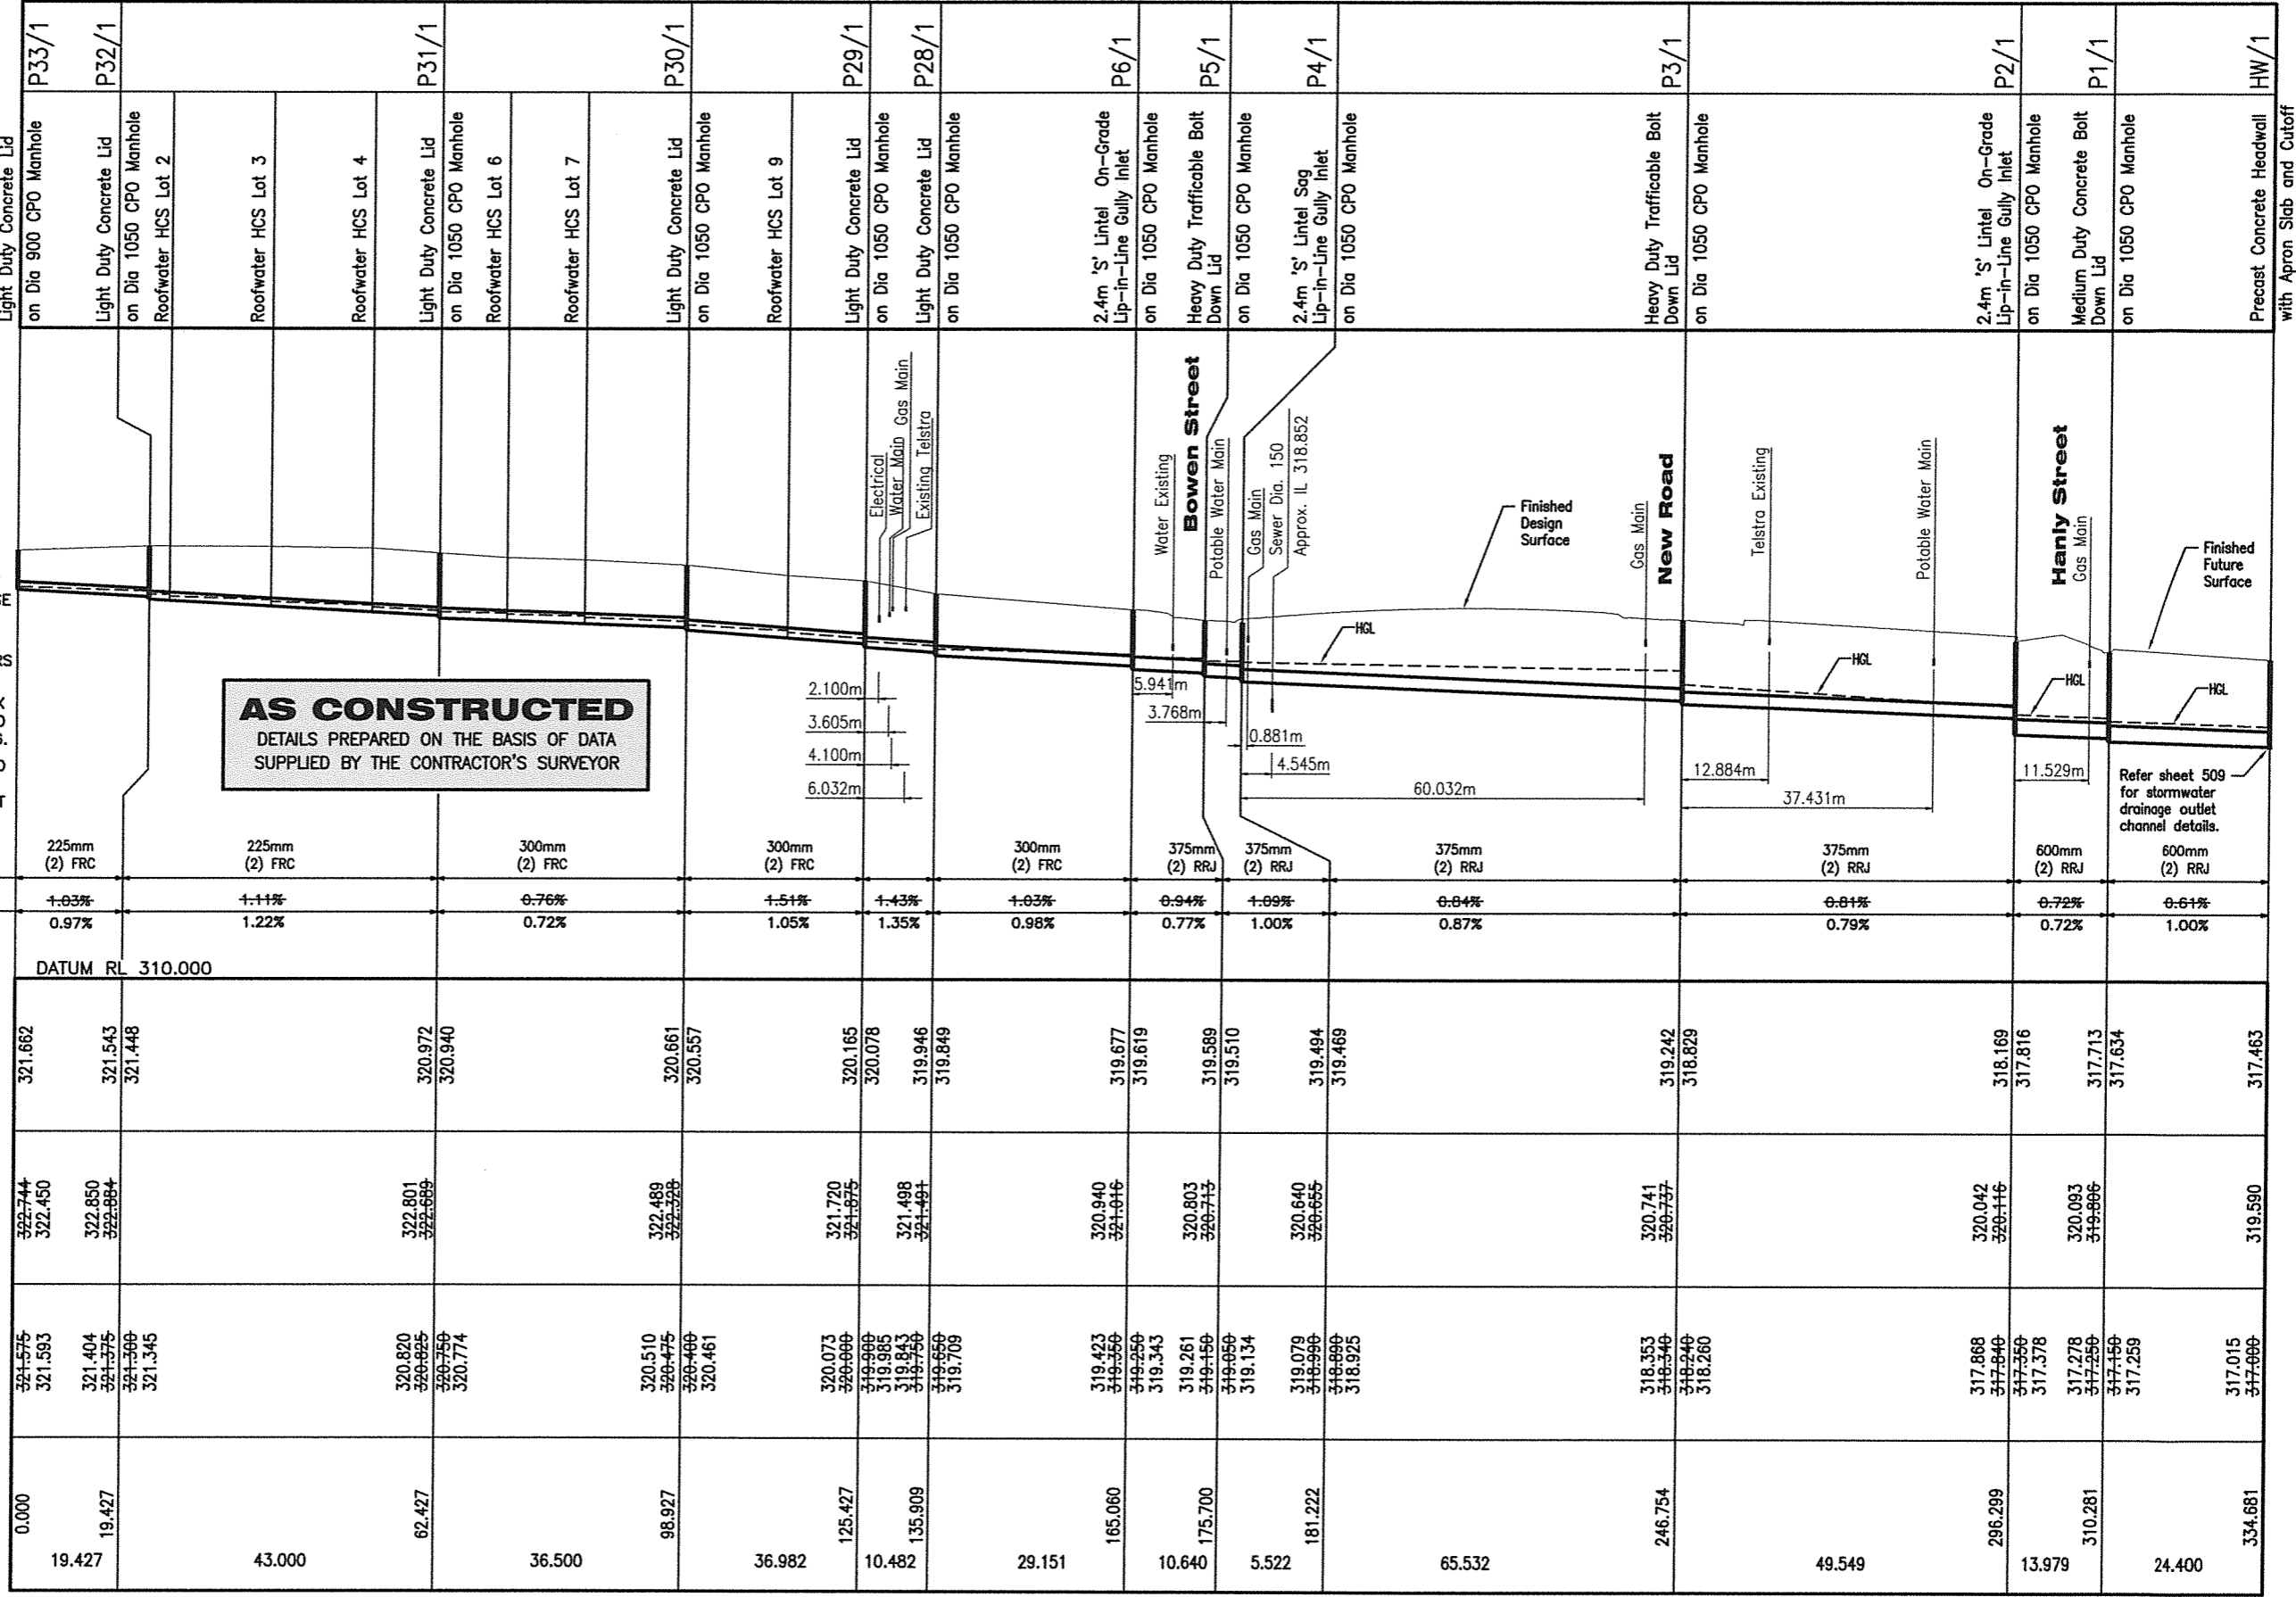 P33/1
P32/1
P31/1
P30/1
P29/1
P28/1
P6/1
P5/1
P4/1
P3/1
P2/1
P1/1
HW/1
Light Duty Concrete Lid
on Dia 900 CPO Manhole
Light Duty Concrete Lid
on Dia 1050 CPO Manhole
Roofwater HCS Lot 2
Roofwater HCS Lot 3
Roofwater HCS Lot 4
Light Duty Concrete Lid
on Dia 1050 CPO Manhole
Roofwater HCS Lot 6
Roofwater HCS Lot 7
Light Duty Concrete Lid
on Dia 1050 CPO Manhole
Roofwater HCS Lot 9
Light Duty Concrete Lid
on Dia 1050 CPO Manhole
Light Duty Concrete Lid
on Dia 1050 CPO Manhole
2.4m 'S' Lintel On-Grade
Lip-in-Line Gully Inlet
on Dia 1050 CPO Manhole
Heavy Duty Trafficable Bolt
Down Lid
on Dia 1050 CPO Manhole
2.4m 'S' Lintel Sag
Lip-in-Line Gully Inlet
on Dia 1050 CPO Manhole
Heavy Duty Trafficable Bolt
Down Lid
on Dia 1050 CPO Manhole
2.4m 'S' Lintel On-Grade
Lip-in-Line Gully Inlet
on Dia 1050 CPO Manhole
Medium Duty Concrete Bolt
Down Lid
on Dia 1050 CPO Manhole
Precast Concrete Headwall
with Apron Slab and Cutoff
Electrical
Water Main
Gas Main
Existing Telstra
Water Existing
Bowen Street
Potable Water Main
Gas Main
Sewer Dia. 150
Approx. IL 318.852
Finished
Design
Surface
Gas Main
New Road
Telstra Existing
Potable Water Main
Hanly Street
Gas Main
Finished
Future
Surface
HGL
HGL
HGL
HGL
AS CONSTRUCTED
DETAILS PREPARED ON THE BASIS OF DATA
SUPPLIED BY THE CONTRACTOR'S SURVEYOR
2.100m
3.605m
4.100m
6.032m
5.941m
3.768m
0.881m
4.545m
60.032m
12.884m
37.431m
11.529m
Refer sheet 509
for stormwater
drainage outlet
channel details.
225mm
(2) FRC
225mm
(2) FRC
300mm
(2) FRC
300mm
(2) FRC
300mm
(2) FRC
375mm
(2) RRJ
375mm
(2) RRJ
375mm
(2) RRJ
375mm
(2) RRJ
600mm
(2) RRJ
600mm
(2) RRJ
1.03% 1.11% 0.76% 1.51% 1.43% 1.03% 0.94% 1.09% 0.84% 0.81% 0.72% 0.61%
0.97% 1.22% 0.72% 1.05% 1.35% 0.98% 0.77% 1.00% 0.87% 0.79% 0.72% 1.00%
DATUM RL 310.000
321.662
321.543
321.448
320.972
320.940
320.661
320.557
320.165
320.078
319.946
319.849
319.677
319.619
319.589
319.510
319.494
319.469
319.242
318.829
318.169
317.816
317.713
317.634
317.463
322.744
322.450
322.850
322.884
322.801
322.689
322.489
322.328
321.720
321.875
321.498
321.491
320.940
321.016
320.803
320.713
320.640
320.655
320.741
320.737
320.042
320.116
320.093
319.806
319.590
321.575
321.593
321.404
321.375
321.300
321.345
320.820
320.825
320.750
320.774
320.510
320.475
320.400
320.461
320.073
320.000
319.900
319.985
319.843
319.750
319.650
319.709
319.423
319.350
319.250
319.343
319.261
319.150
319.050
319.134
319.079
318.990
318.890
318.925
318.353
318.340
318.240
318.260
317.868
317.840
317.350
317.378
317.278
317.250
317.150
317.259
317.015
317.000
0.000
19.427
62.427
98.927
125.427
135.909
165.060
175.700
181.222
246.754
296.299
310.281
334.681
19.427 43.000 36.500 36.982 10.482 29.151 10.640 5.522 65.532 49.549 13.979 24.400